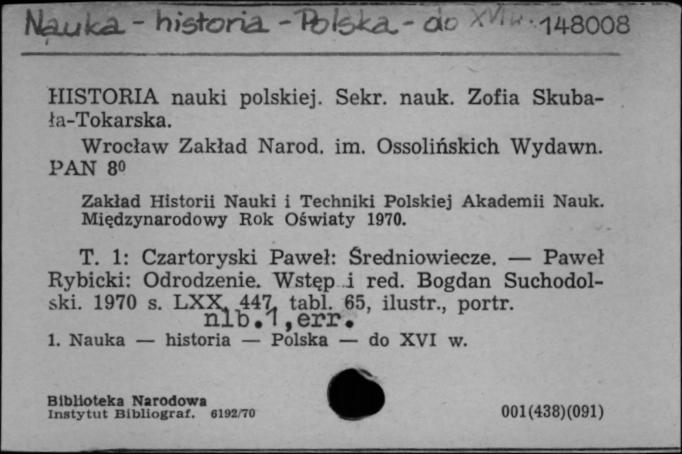 Nauka - historia - Polska - do XVI w. 148008
HISTORIA nauki polskiej. Sekr. nauk. Zofia Skuba-
ła-Tokarska.
Wrocław Zakład Narod. im. Ossolińskich Wydawn.
PAN 8⁰
Zakład Historii Nauki i Techniki Polskiej Akademii Nauk.
Międzynarodowy Rok Oświaty 1970.
T. 1: Czartoryski Paweł: Średniowiecze. — Paweł
Rybicki: Odrodzenie. Wstęp i red. Bogdan Suchodol-
ski. 1970 s. LXX, 447, tabl. 65, ilustr., portr.
nlb.1,err.
1. Nauka — historia — Polska — do XVI w.
Biblioteka Narodowa
Instytut Bibliograf. 6192/70
001(438)(091)